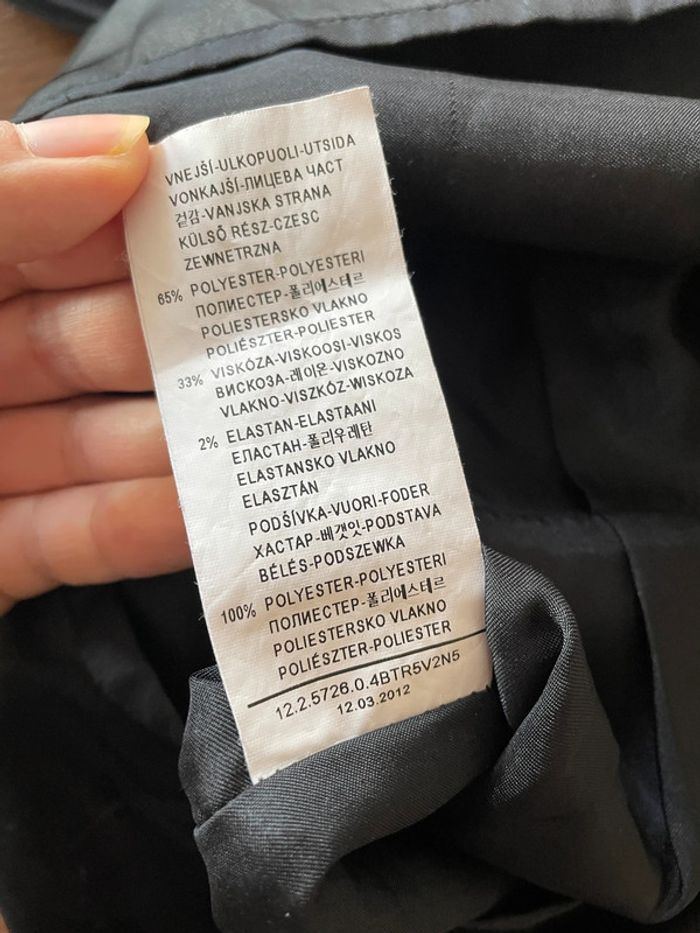 VNEJŠÍ-ULKOPUOLI-UTSIDA
VONKAJŠÍ-ЛИЦЕВА ЧАСТ
겉감-VANJSKA STRANA
KÜLSŐ RÉSZ-CZESC
ZEWNETRZNA
65% POLYESTER-POLYESTERI
ПОЛИЕСТЕР-폴리에스테르
POLIESTERSKO VLAKNO
POLIÉSZTER-POLIESTER
33% VISKÓZA-VISKOOSI-VISKOS
ВИСКОЗА-레이온-VISKOZNO
VLAKNO-VISZKÓZ-WISKOZA
2% ELASTAN-ELASTAANI
ЕЛАСТАН-폴리우레탄
ELASTANSKO VLAKNO
ELASZTÁN
PODŠÍVKA-VUORI-FODER
ХАСТАР-베갯잇-PODSTAVA
BÉLÉS-PODSZEWKA
100% POLYESTER-POLYESTERI
ПОЛИЕСТЕР-폴리에스테르
POLIESTERSKO VLAKNO
POLIÉSZTER-POLIESTER
12.2.5726.0.4BTR5V2N5
12.03.2012